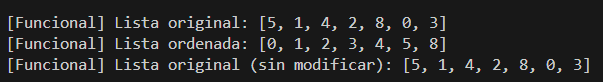 [Funcional] Lista original: [5, 1, 4, 2, 8, 0, 3]
[Funcional] Lista ordenada: [0, 1, 2, 3, 4, 5, 8]
[Funcional] Lista original (sin modificar): [5, 1, 4, 2, 8, 0, 3]